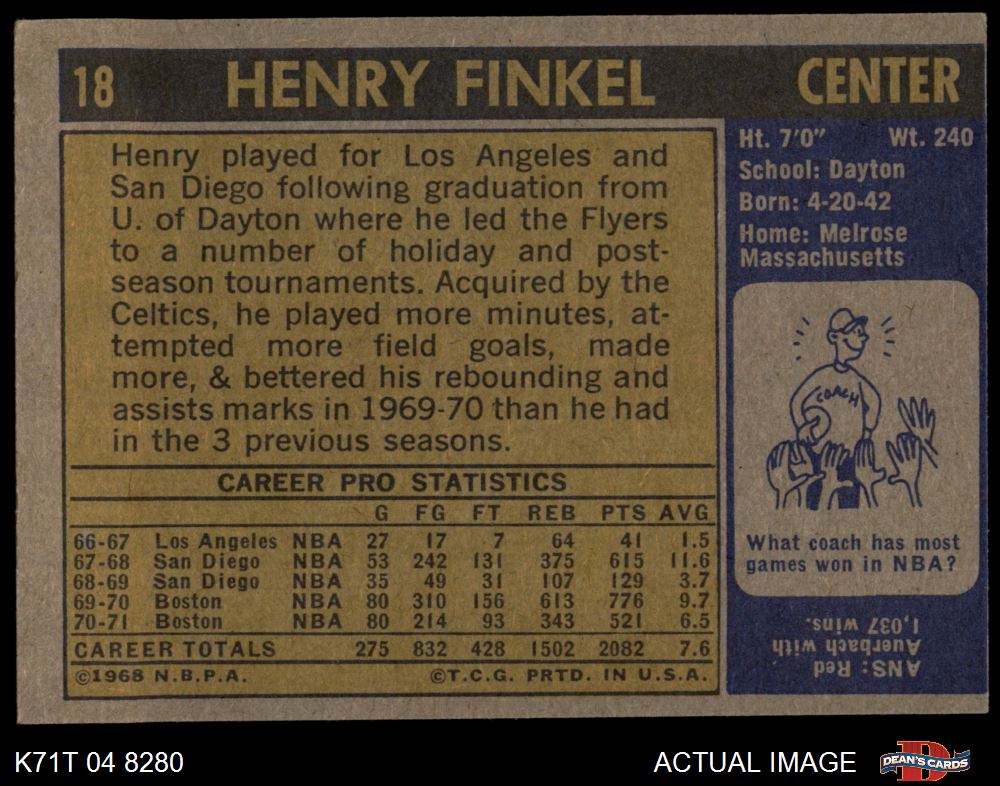 18 HENRY FINKEL CENTER
Henry played for Los Angeles and
San Diego following graduation from
U. of Dayton where he led the Flyers
to a number of holiday and post-
season tournaments. Acquired by the
Celtics, he played more minutes, at-
tempted more field goals, made
more, & bettered his rebounding and
assists marks in 1969-70 than he had
in the 3 previous seasons.
CAREER PRO STATISTICS
G FG FT REB PTS AVG
66-67 Los Angeles NBA 27 17 7 64 41 1.5
67-68 San Diego NBA 53 242 131 375 615 11.6
68-69 San Diego NBA 35 49 31 107 129 3.7
69-70 Boston NBA 80 310 156 613 776 9.7
70-71 Boston NBA 80 214 93 343 521 6.5
CAREER TOTALS 275 832 428 1502 2082 7.6
©1968 N.B.P.A. ©T.C.G. PRTD. IN U.S.A.
Ht. 7'0" Wt. 240
School: Dayton
Born: 4-20-42
Home: Melrose
Massachusetts
COACH
What coach has most
games won in NBA?
ANS: Red
Auerbach with
1,037 wins.
K71T 04 8280 ACTUAL IMAGE D DEAN'S CARDS